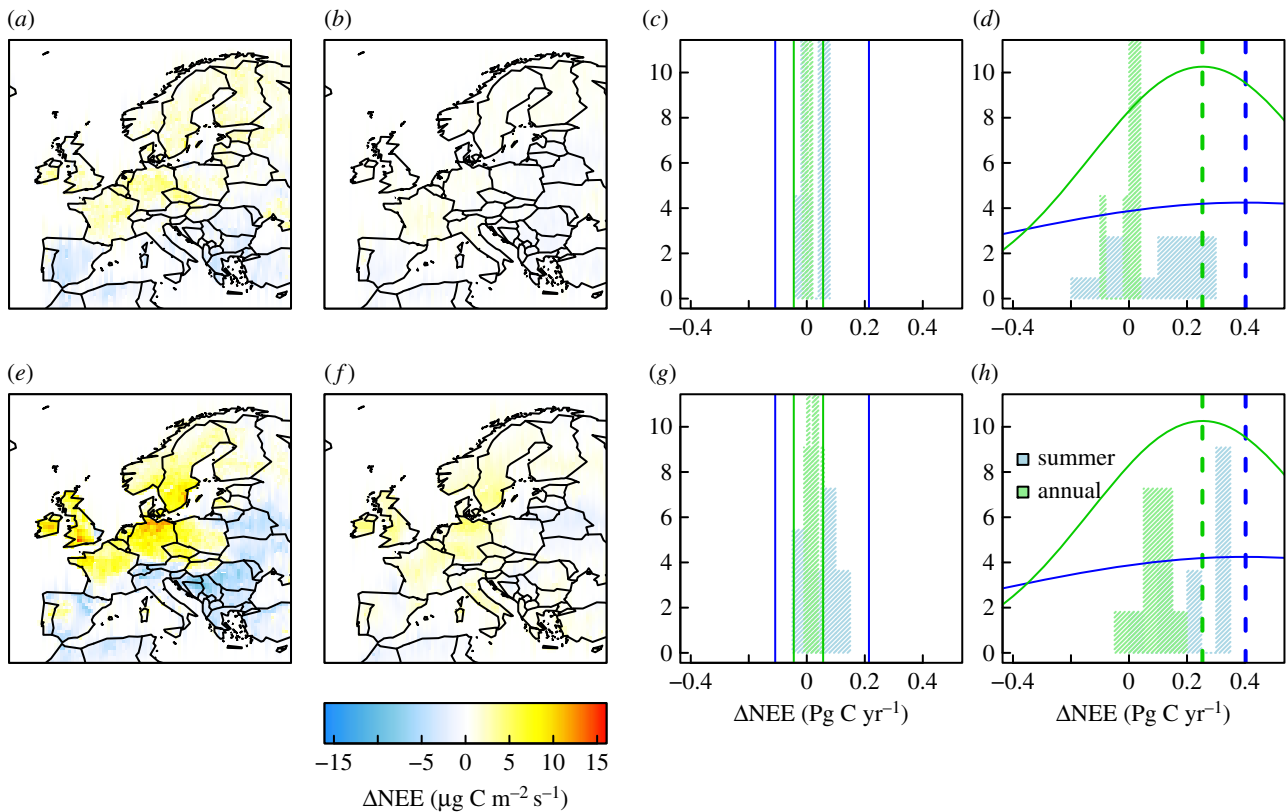 (a) (b) (c) (d)
10 10
8 8
6 6
4 4
2 2
0 0
−0.4 0 0.2 0.4 −0.4 0 0.2 0.4
(e) (f) (g) (h)
10 10
8 8 summer
annual
6 6
4 4
2 2
0 0
−0.4 0 0.2 0.4 −0.4 0 0.2 0.4
ΔNEE (Pg C yr⁻¹) ΔNEE (Pg C yr⁻¹)
−15 −5 0 5 10 15
ΔNEE (µg C m⁻² s⁻¹)